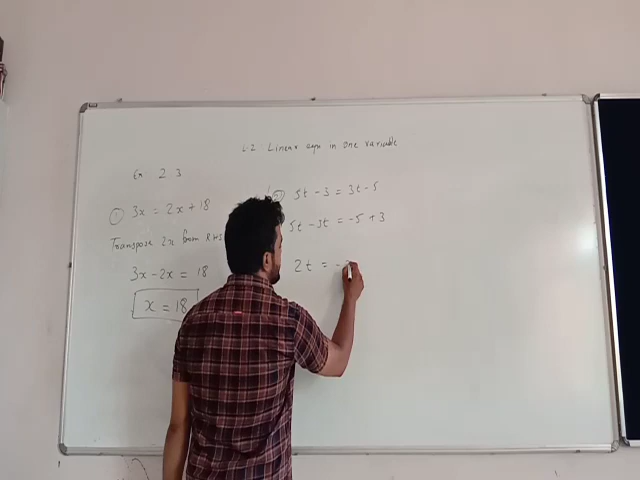 L-2 Linear eqn in one variable
Ex 2.3
① 3x = 2x + 18
Transpose 2x from RHS
3x - 2x = 18
x = 18
5t - 3 = 3t - 5
5t - 3t = -5 + 3
2t = -